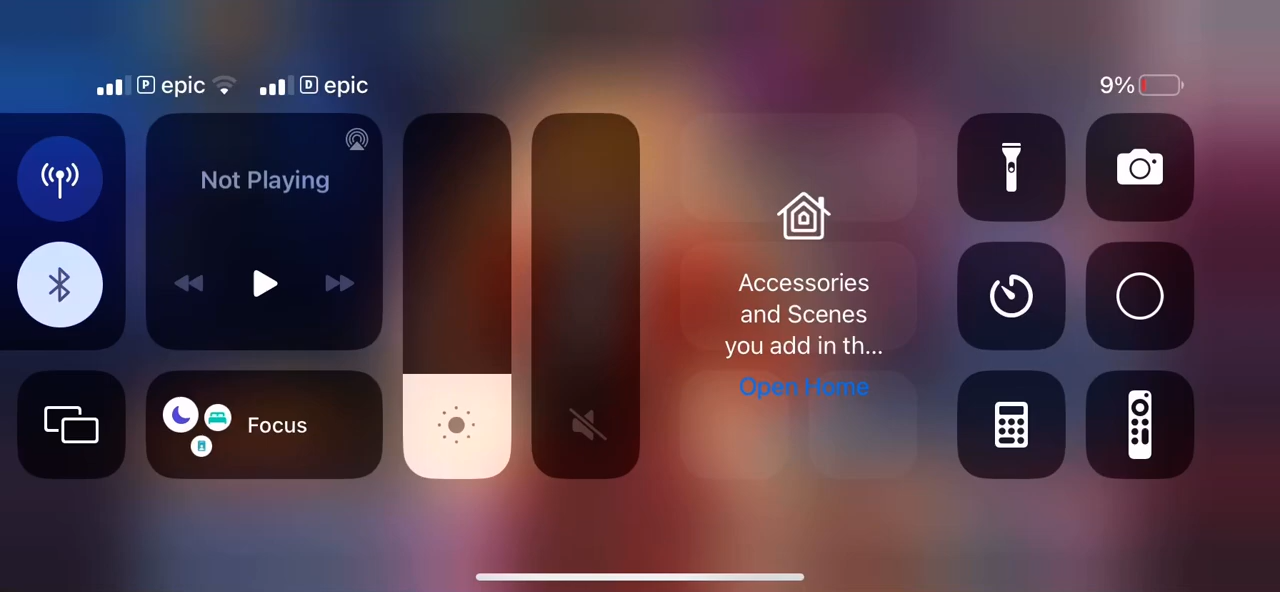 P epic D epic
9%
Not Playing
Focus
Accessories
and Scenes
you add in th...
Open Home